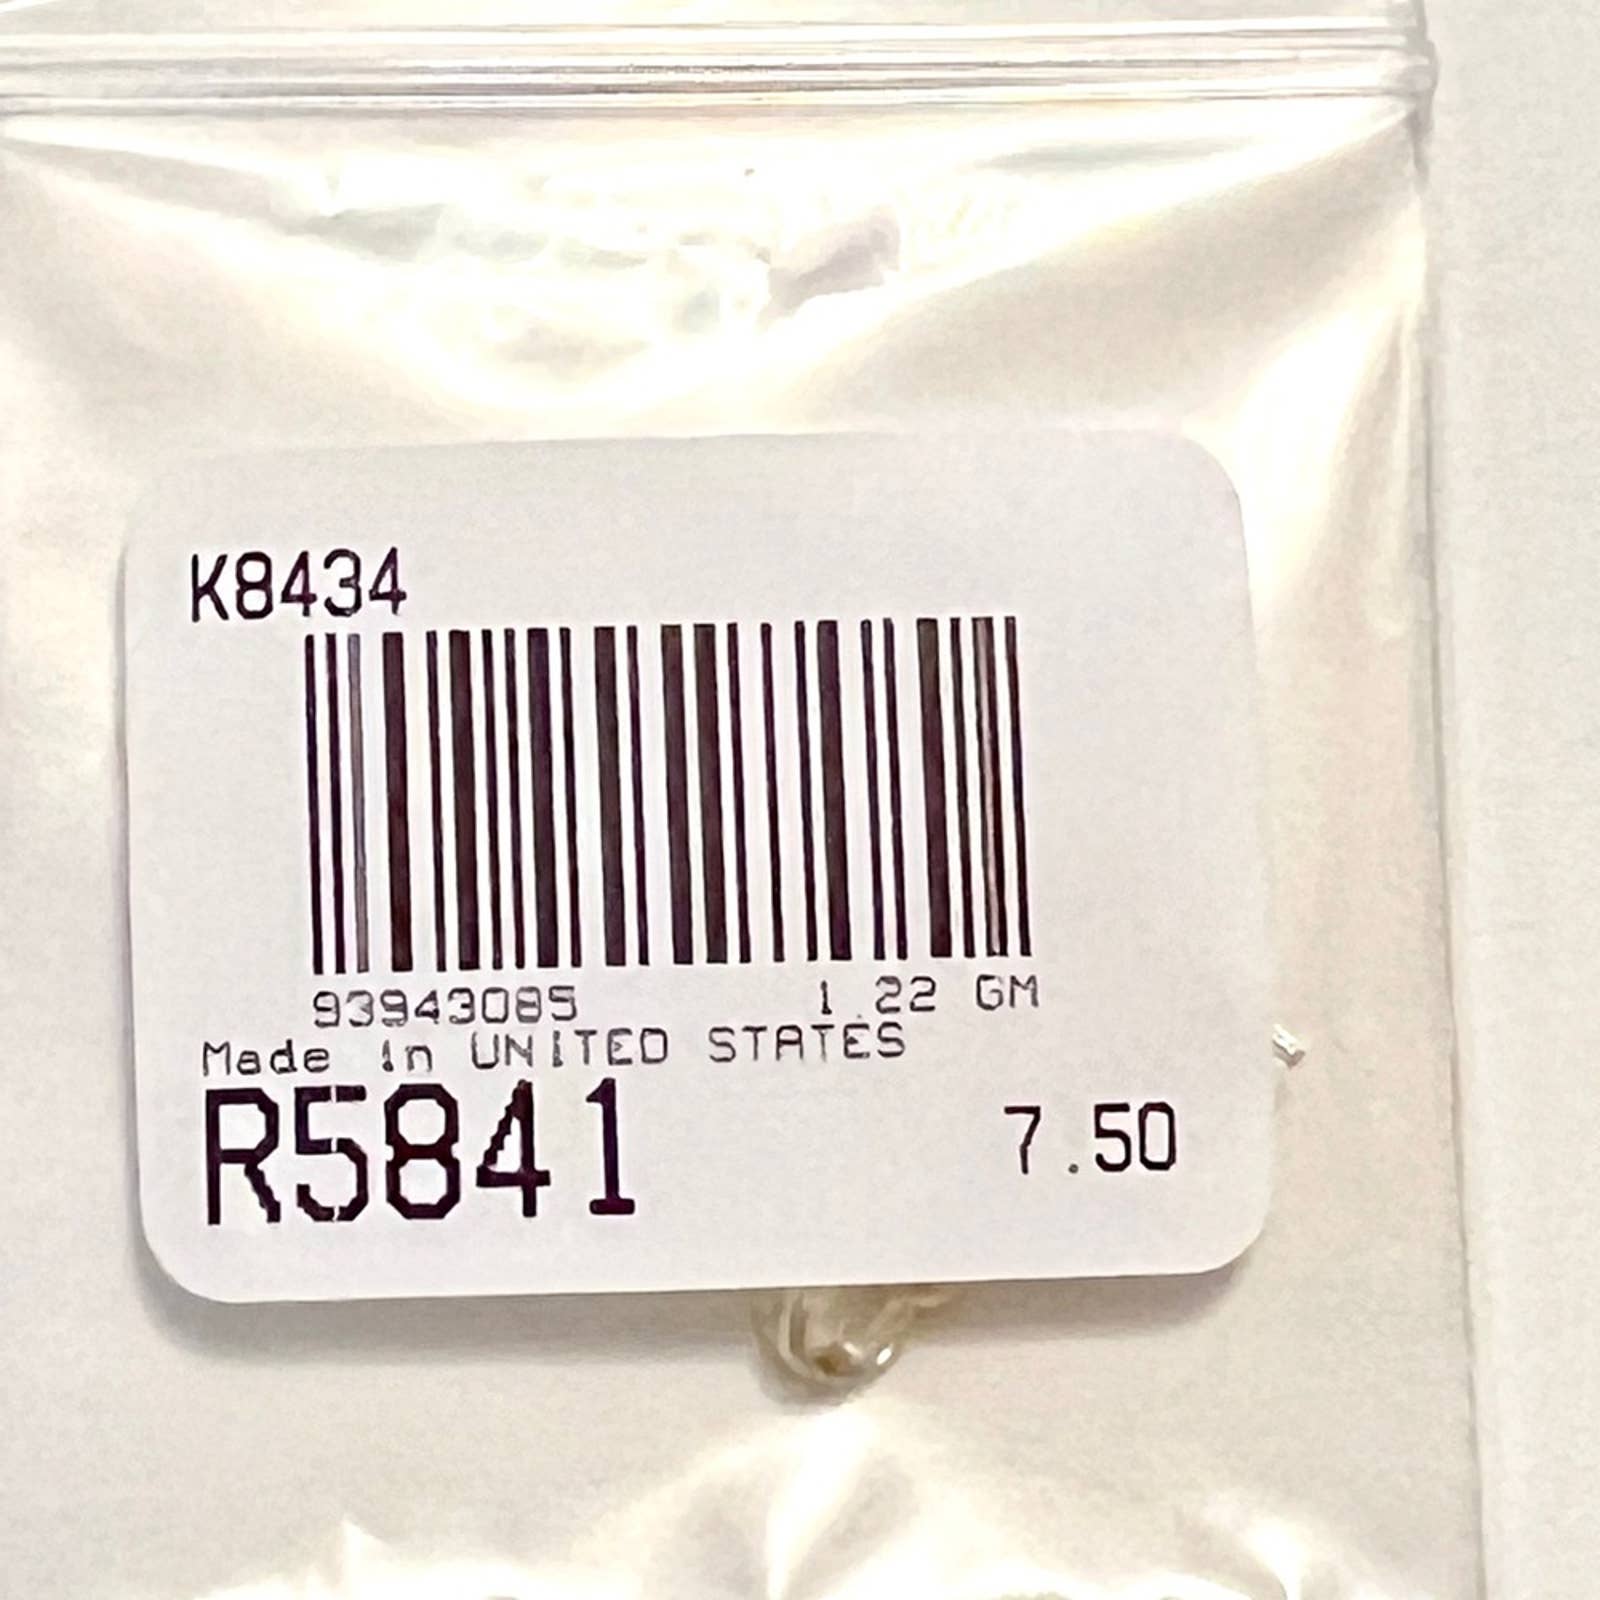 K8434
93943085 1.22 GM
Made in UNITED STATES
R5841 7.50